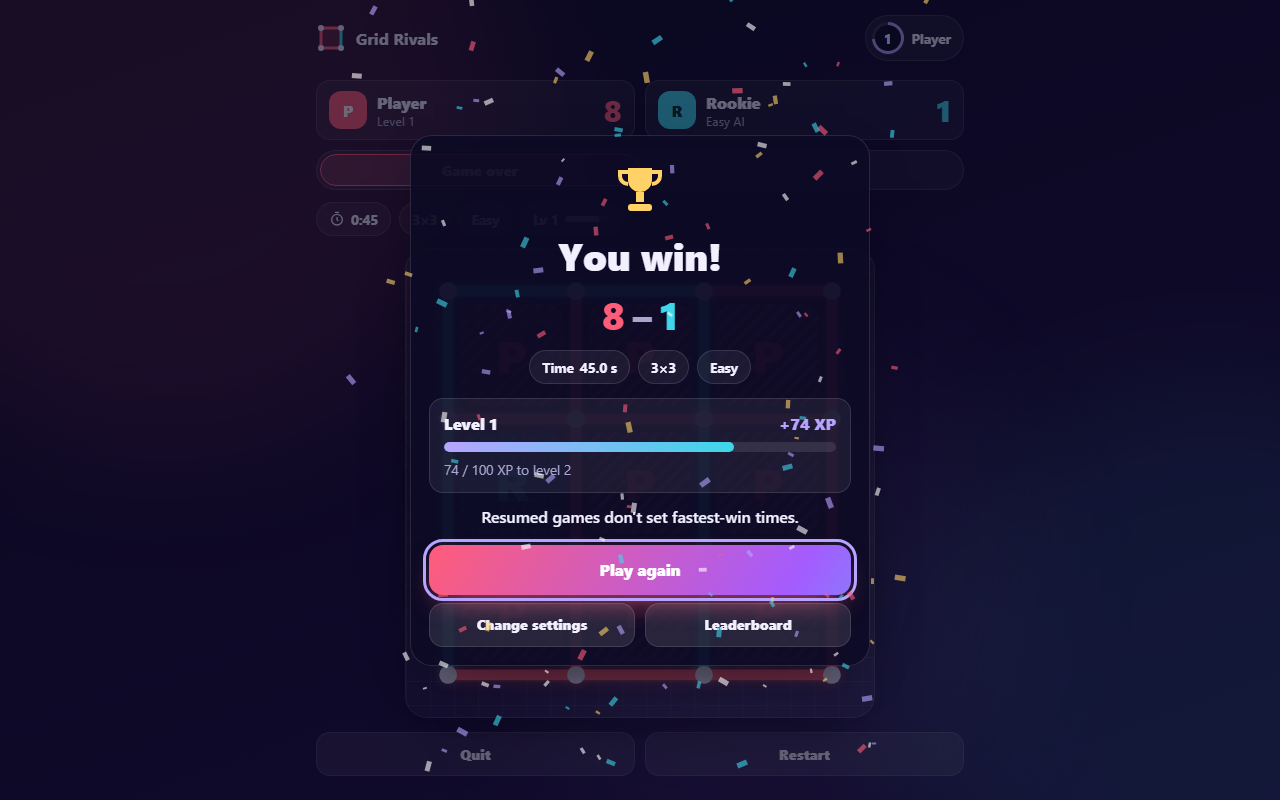 Grid Rivals
1 Player
P Player 8
Level 1
R Rookie 1
Easy AI
Game over
0:45 3×3 Easy Lv 1
You win!
8 – 1
Time 45.0 s 3×3 Easy
Level 1 +74 XP
74 / 100 XP to level 2
P P
R P P
Resumed games don't set fastest-win times.
Play again
Change settings Leaderboard
Quit Restart